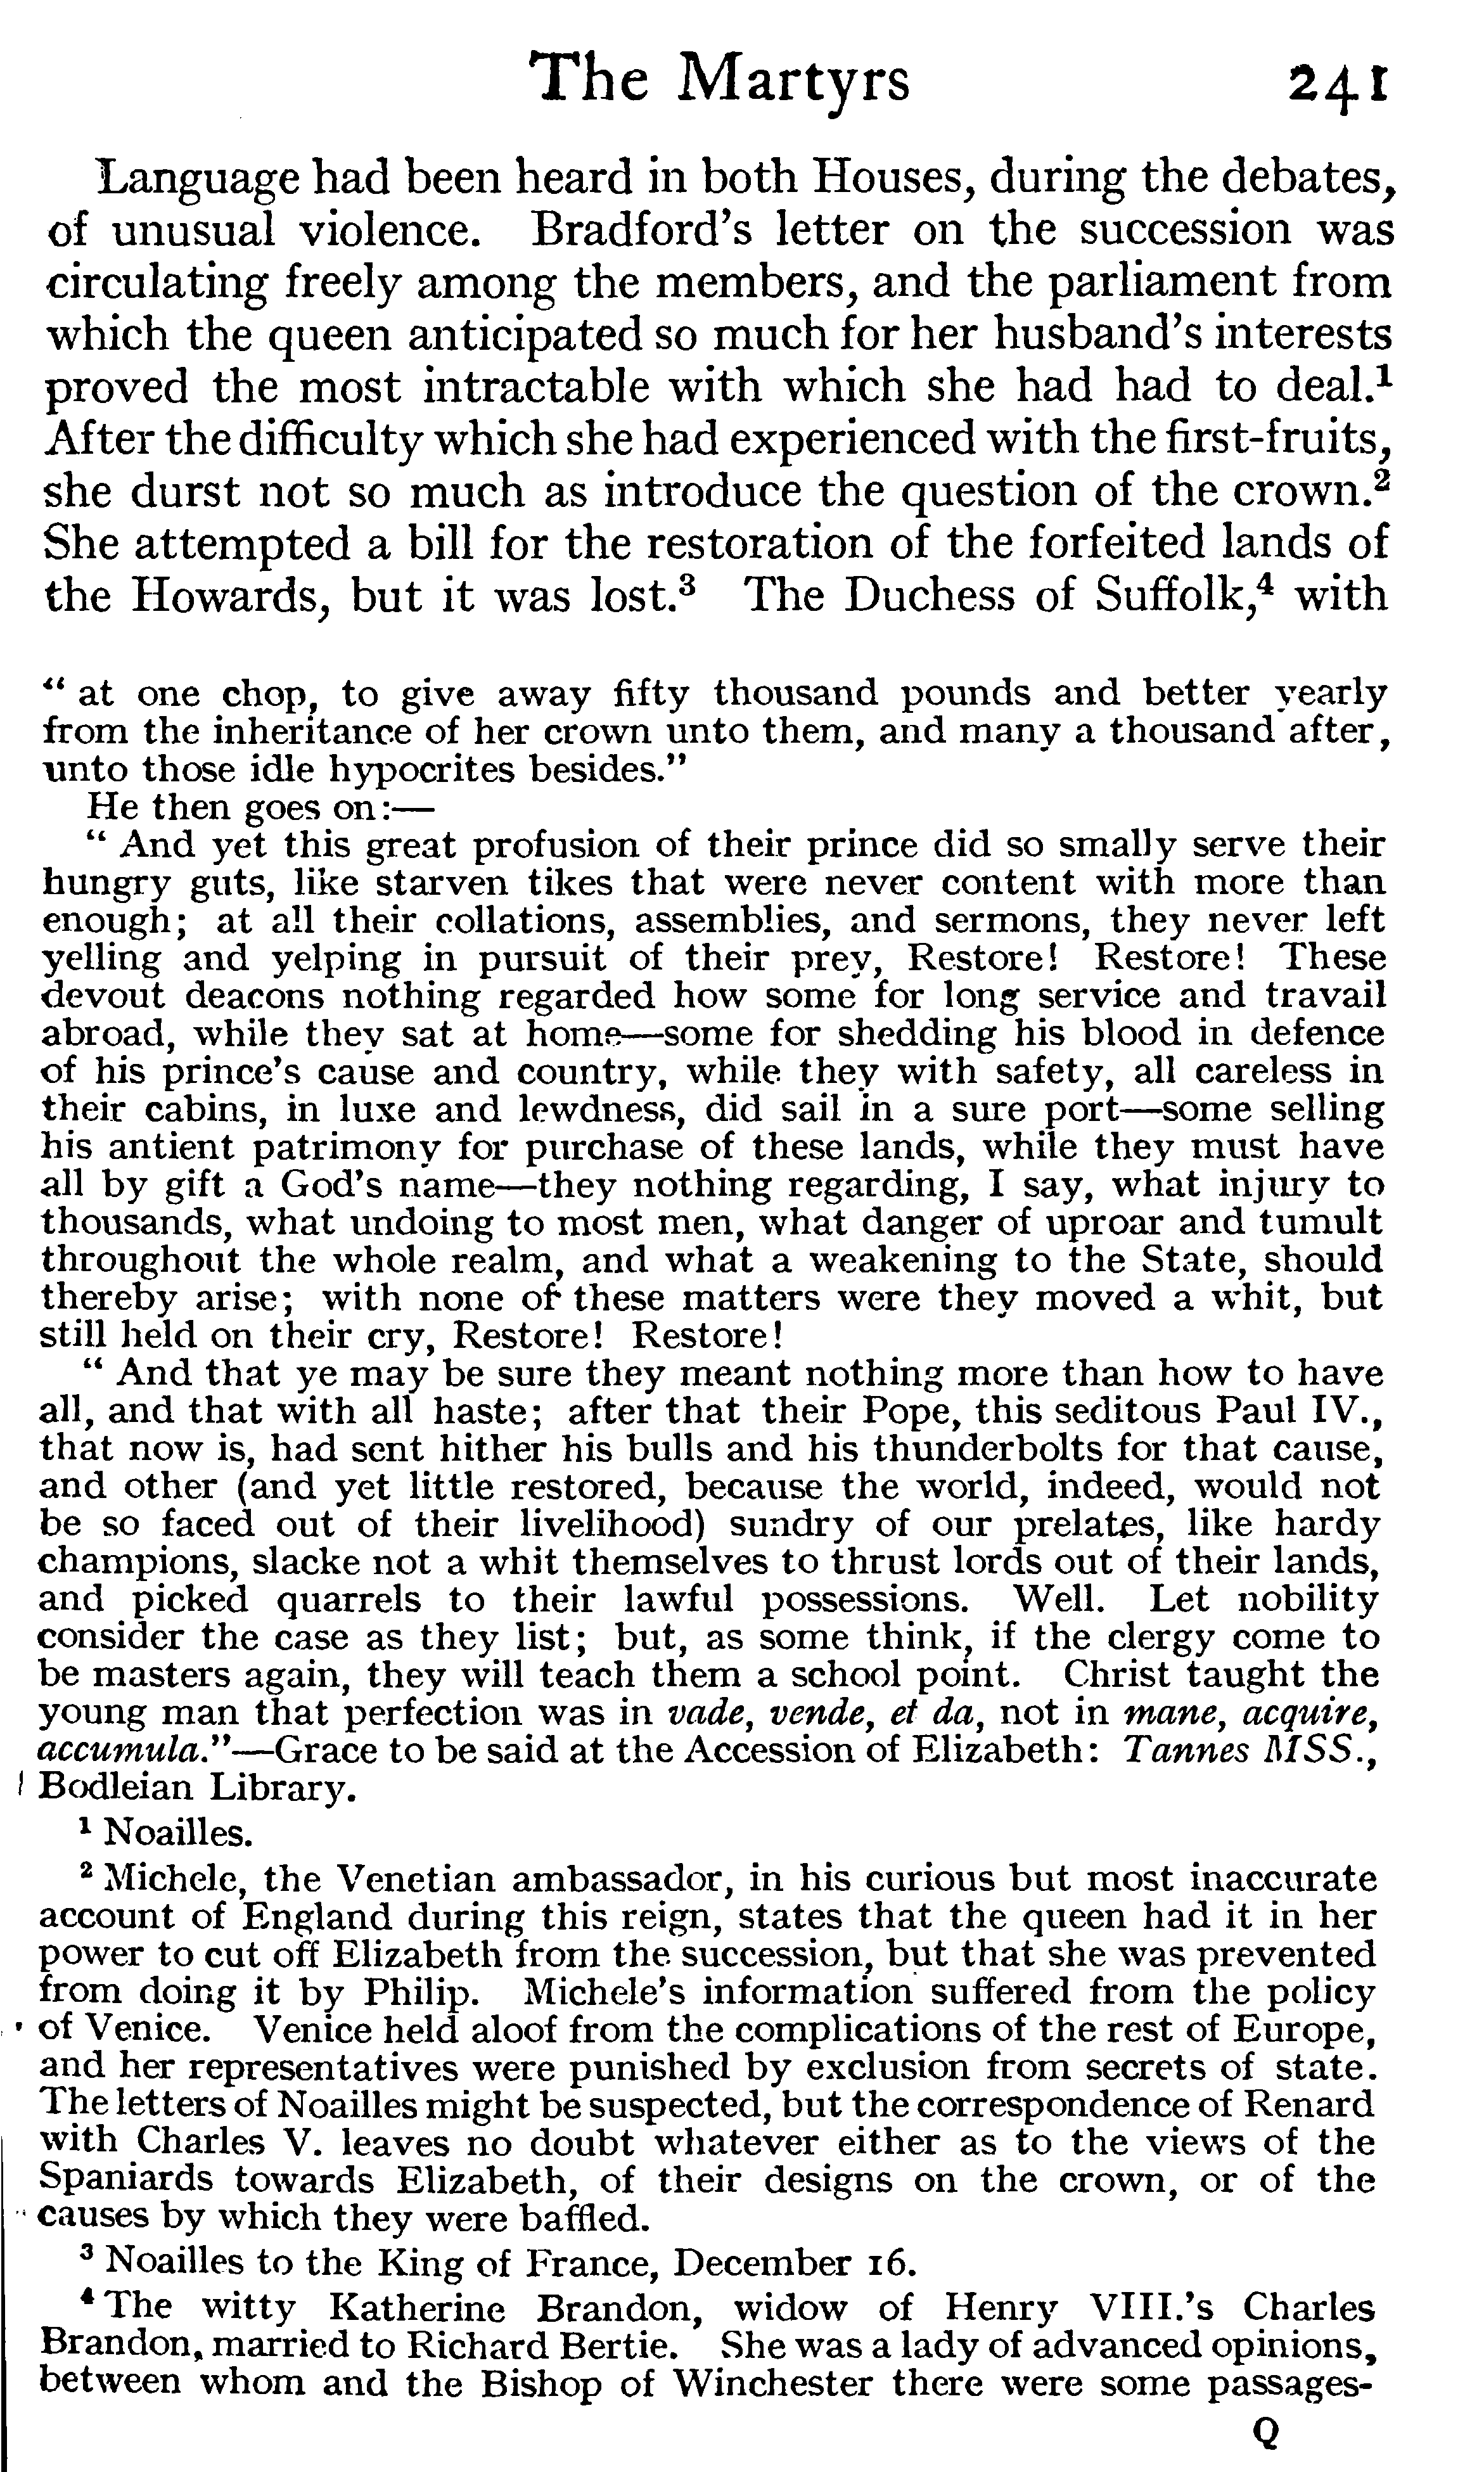 The Martyrs 241
Language had been heard in both Houses, during the debates,
of unusual violence. Bradford's letter on the succession was
circulating freely among the members, and the parliament from
which the queen anticipated so much for her husband's interests
proved the most intractable with which she had had to deal.¹
After the difficulty which she had experienced with the first-fruits,
she durst not so much as introduce the question of the crown.²
She attempted a bill for the restoration of the forfeited lands of
the Howards, but it was lost.³ The Duchess of Suffolk,⁴ with
“ at one chop, to give away fifty thousand pounds and better yearly
from the inheritance of her crown unto them, and many a thousand after,
unto those idle hypocrites besides.”
He then goes on:—
“ And yet this great profusion of their prince did so smally serve their
hungry guts, like starven tikes that were never content with more than
enough; at all their collations, assemblies, and sermons, they never left
yelling and yelping in pursuit of their prey, Restore! Restore! These
devout deacons nothing regarded how some for long service and travail
abroad, while they sat at home—some for shedding his blood in defence
of his prince's cause and country, while they with safety, all careless in
their cabins, in luxe and lewdness, did sail in a sure port—some selling
his antient patrimony for purchase of these lands, while they must have
all by gift a God's name—they nothing regarding, I say, what injury to
thousands, what undoing to most men, what danger of uproar and tumult
throughout the whole realm, and what a weakening to the State, should
thereby arise; with none of these matters were they moved a whit, but
still held on their cry, Restore! Restore!
“ And that ye may be sure they meant nothing more than how to have
all, and that with all haste; after that their Pope, this seditous Paul IV.,
that now is, had sent hither his bulls and his thunderbolts for that cause,
and other (and yet little restored, because the world, indeed, would not
be so faced out of their livelihood) sundry of our prelates, like hardy
champions, slacke not a whit themselves to thrust lords out of their lands,
and picked quarrels to their lawful possessions. Well. Let nobility
consider the case as they list; but, as some think, if the clergy come to
be masters again, they will teach them a school point. Christ taught the
young man that perfection was in vade, vende, et da, not in mane, acquire,
accumula.”—Grace to be said at the Accession of Elizabeth: Tannes MSS.,
Bodleian Library.
¹ Noailles.
² Michele, the Venetian ambassador, in his curious but most inaccurate
account of England during this reign, states that the queen had it in her
power to cut off Elizabeth from the succession, but that she was prevented
from doing it by Philip. Michele's information suffered from the policy
of Venice. Venice held aloof from the complications of the rest of Europe,
and her representatives were punished by exclusion from secrets of state.
The letters of Noailles might be suspected, but the correspondence of Renard
with Charles V. leaves no doubt whatever either as to the views of the
Spaniards towards Elizabeth, of their designs on the crown, or of the
causes by which they were baffled.
³ Noailles to the King of France, December 16.
⁴ The witty Katherine Brandon, widow of Henry VIII.'s Charles
Brandon, married to Richard Bertie. She was a lady of advanced opinions,
between whom and the Bishop of Winchester there were some passages-
Q